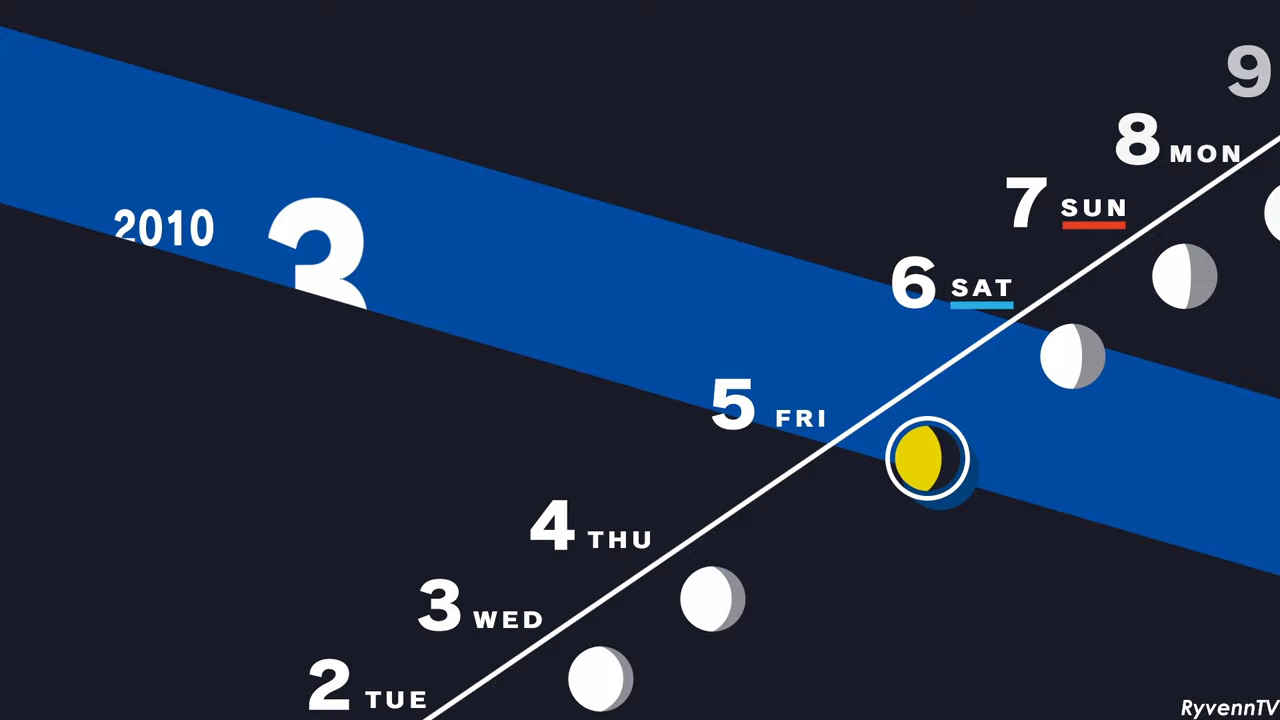 9
8 MON
7 SUN
2010 3
6 SAT
5 FRI
4 THU
3 WED
2 TUE
RyvennTV